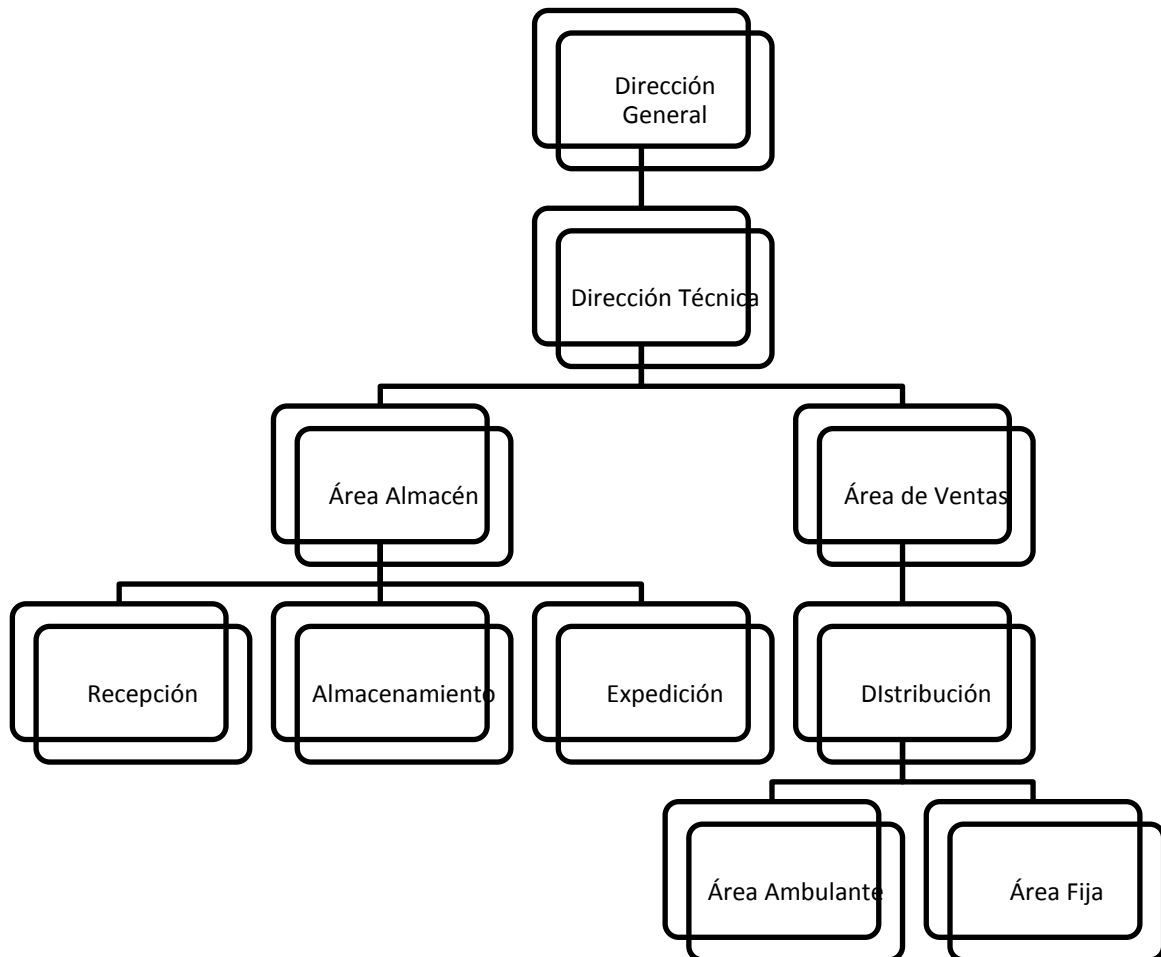 Dirección
General
Dirección Técnica
Área Almacén
Área de Ventas
Recepción
Almacenamiento
Expedición
DIstribución
Área Ambulante
Área Fija